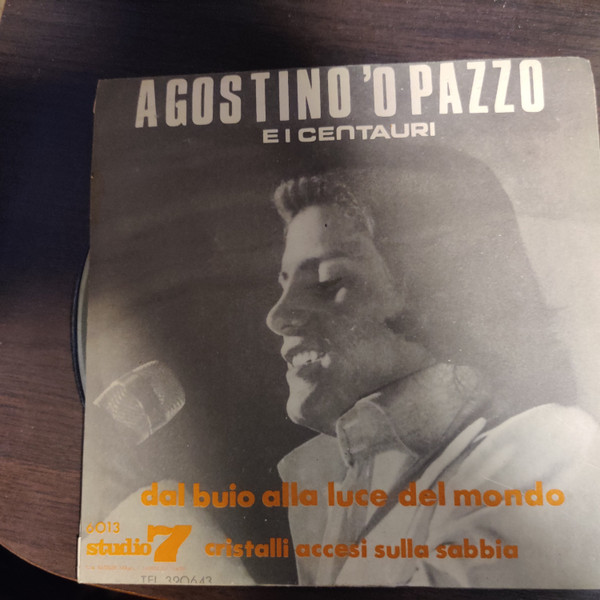 AGOSTINO 'O PAZZO
E I CENTAURI
dal buio alla luce del mondo
6013
studio 7 cristalli accesi sulla sabbia
TEL. 390643